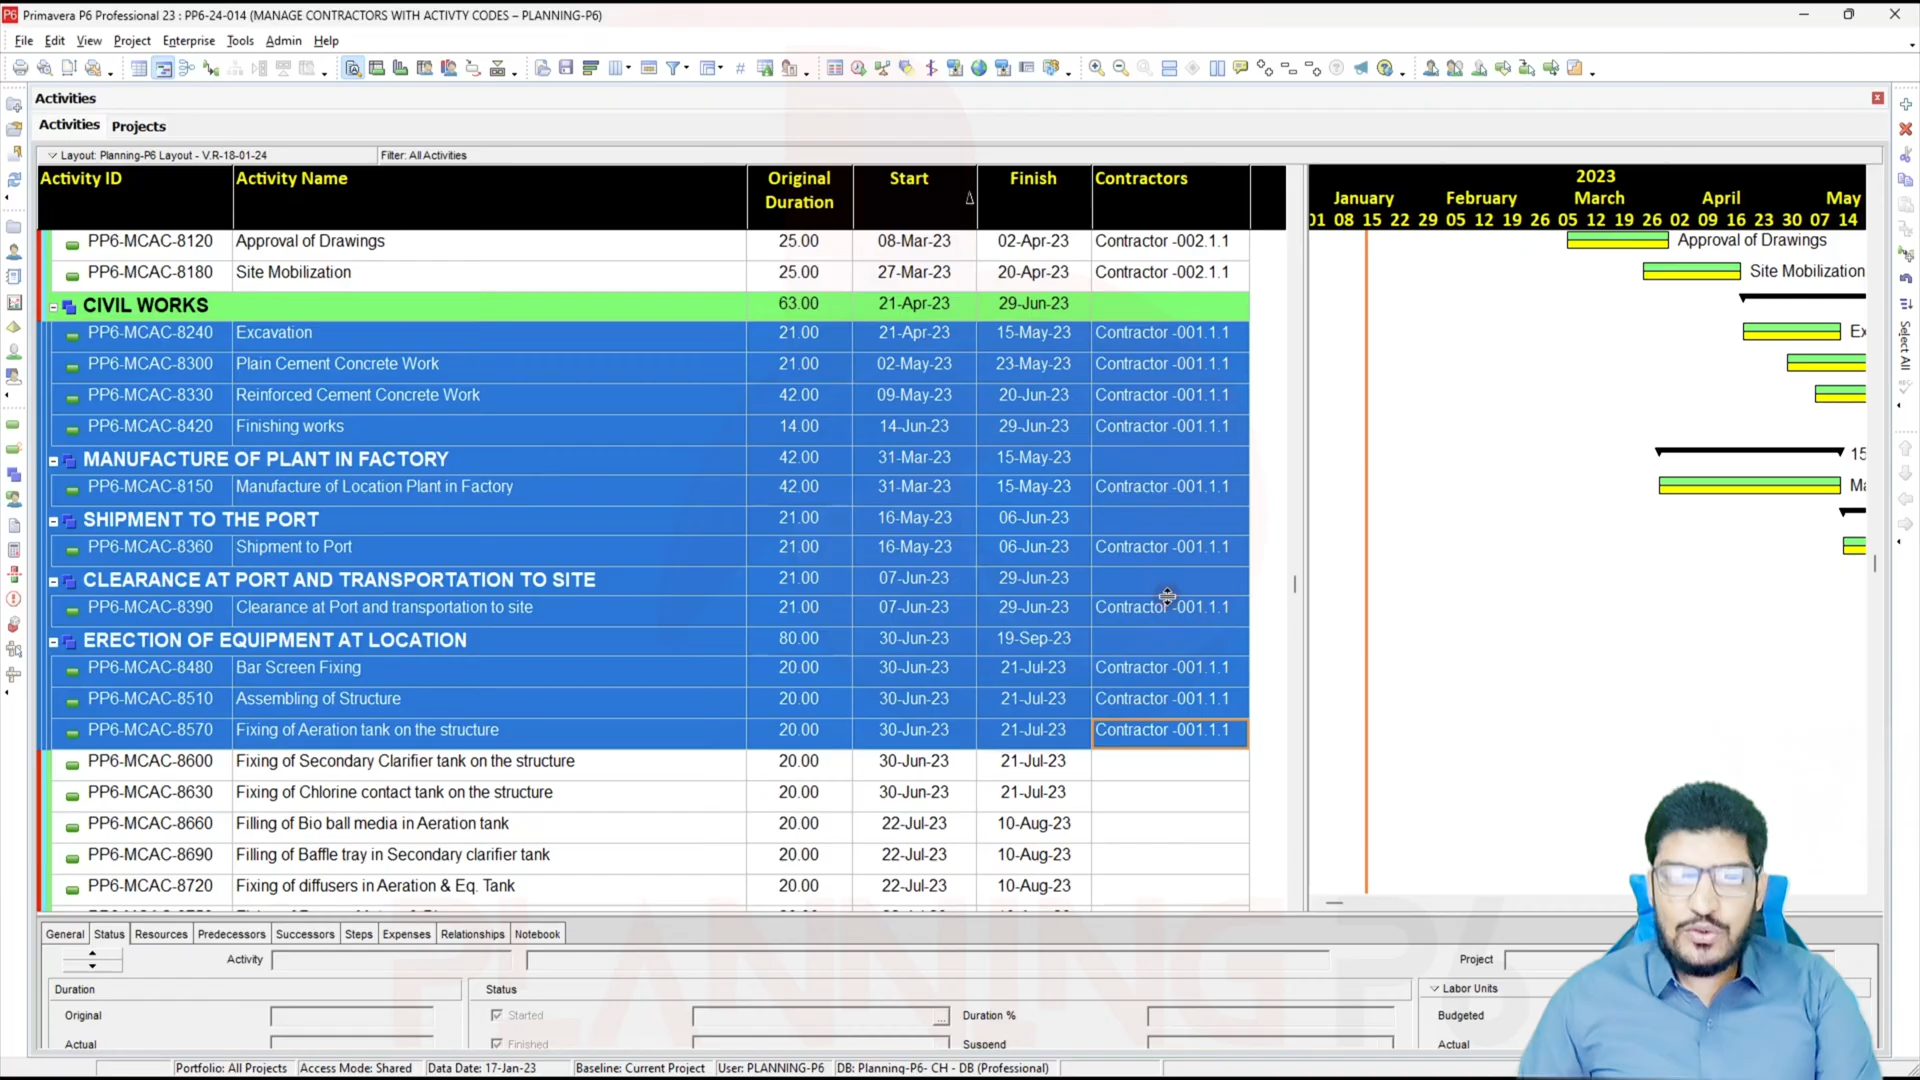 Primavera P6 Professional 23 : PP6-24-014 (MANAGE CONTRACTORS WITH ACTIVTY CODES – PLANNING-P6)
File Edit View Project Enterprise Tools Admin Help
Activities
Activities Projects
Layout: Planning-P6 Layout - V.R-18-01-24 Filter: All Activities
Activity ID Activity Name Original Duration Start Finish Contractors
2023
January February March April May
01 08 15 22 29 05 12 19 26 05 12 19 26 02 09 16 23 30 07 14
PP6-MCAC-8120 Approval of Drawings 25.00 08-Mar-23 02-Apr-23 Contractor -002.1.1 Approval of Drawings
PP6-MCAC-8180 Site Mobilization 25.00 27-Mar-23 20-Apr-23 Contractor -002.1.1 Site Mobilization
CIVIL WORKS 63.00 21-Apr-23 29-Jun-23
PP6-MCAC-8240 Excavation 21.00 21-Apr-23 15-May-23 Contractor -001.1.1 Ex
PP6-MCAC-8300 Plain Cement Concrete Work 21.00 02-May-23 23-May-23 Contractor -001.1.1
PP6-MCAC-8330 Reinforced Cement Concrete Work 42.00 09-May-23 20-Jun-23 Contractor -001.1.1
PP6-MCAC-8420 Finishing works 14.00 14-Jun-23 29-Jun-23 Contractor -001.1.1
MANUFACTURE OF PLANT IN FACTORY 42.00 31-Mar-23 15-May-23 15
PP6-MCAC-8150 Manufacture of Location Plant in Factory 42.00 31-Mar-23 15-May-23 Contractor -001.1.1 Ma
SHIPMENT TO THE PORT 21.00 16-May-23 06-Jun-23
PP6-MCAC-8360 Shipment to Port 21.00 16-May-23 06-Jun-23 Contractor -001.1.1
CLEARANCE AT PORT AND TRANSPORTATION TO SITE 21.00 07-Jun-23 29-Jun-23
PP6-MCAC-8390 Clearance at Port and transportation to site 21.00 07-Jun-23 29-Jun-23 Contractor -001.1.1
ERECTION OF EQUIPMENT AT LOCATION 80.00 30-Jun-23 19-Sep-23
PP6-MCAC-8480 Bar Screen Fixing 20.00 30-Jun-23 21-Jul-23 Contractor -001.1.1
PP6-MCAC-8510 Assembling of Structure 20.00 30-Jun-23 21-Jul-23 Contractor -001.1.1
PP6-MCAC-8570 Fixing of Aeration tank on the structure 20.00 30-Jun-23 21-Jul-23 Contractor -001.1.1
PP6-MCAC-8600 Fixing of Secondary Clarifier tank on the structure 20.00 30-Jun-23 21-Jul-23
PP6-MCAC-8630 Fixing of Chlorine contact tank on the structure 20.00 30-Jun-23 21-Jul-23
PP6-MCAC-8660 Filling of Bio ball media in Aeration tank 20.00 22-Jul-23 10-Aug-23
PP6-MCAC-8690 Filling of Baffle tray in Secondary clarifier tank 20.00 22-Jul-23 10-Aug-23
PP6-MCAC-8720 Fixing of diffusers in Aeration & Eq. Tank 20.00 22-Jul-23 10-Aug-23
Select All
PLANNING P6
General Status Resources Predecessors Successors Steps Expenses Relationships Notebook
Activity Project
Duration Status Labor Units
Original Started Duration % Budgeted
Actual Finished Suspend Actual
Portfolio: All Projects Access Mode: Shared Data Date: 17-Jan-23 Baseline: Current Project User: PLANNING-P6 DB: Planning-P6- CH - DB (Professional)